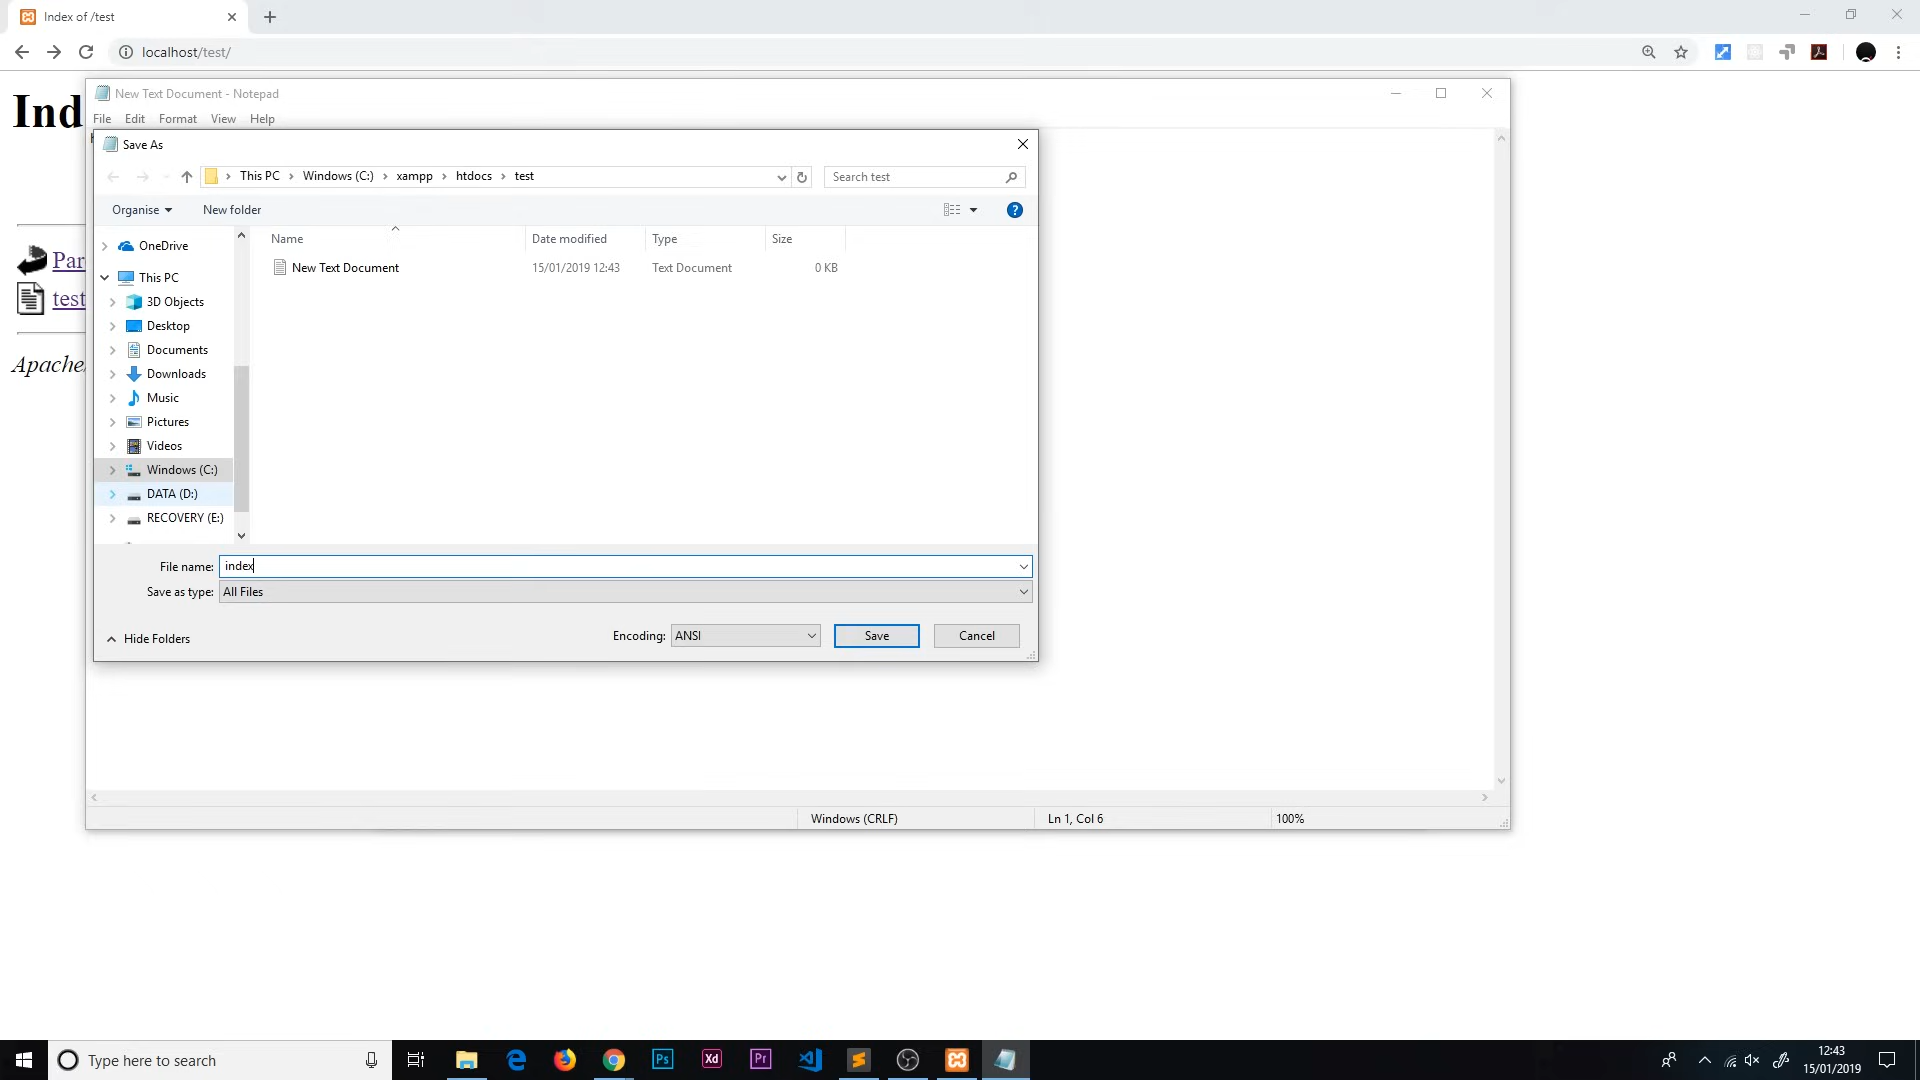 Index of /test
localhost/test/
Ind
New Text Document - Notepad
File Edit Format View Help
Save As
This PC Windows (C:) xampp htdocs test
Search test
Organise New folder
Name Date modified Type Size
OneDrive
New Text Document 15/01/2019 12:43 Text Document 0 KB
Par
This PC
test
3D Objects
Desktop
Documents
Apache
Downloads
Music
Pictures
Videos
Windows (C:)
DATA (D:)
RECOVERY (E:)
File name: index
Save as type: All Files
Hide Folders
Encoding: ANSI Save Cancel
Windows (CRLF) Ln 1, Col 6 100%
Type here to search
Ps Xd Pr
12:43
15/01/2019